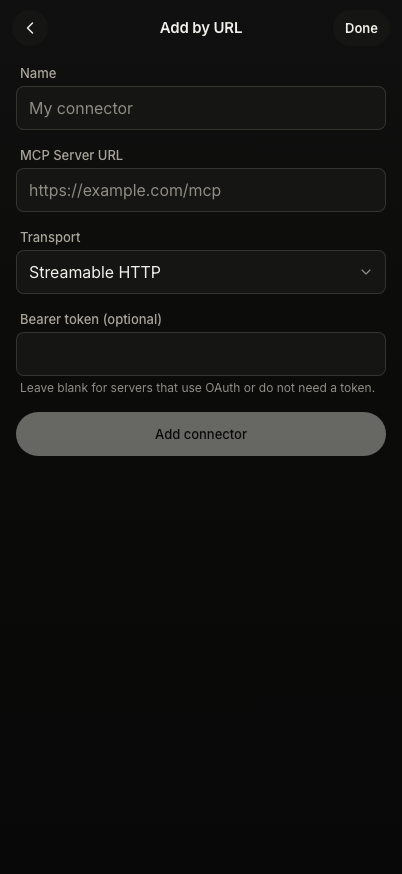 Add by URL
Done
Name
My connector
MCP Server URL
https://example.com/mcp
Transport
Streamable HTTP
Bearer token (optional)
Leave blank for servers that use OAuth or do not need a token.
Add connector